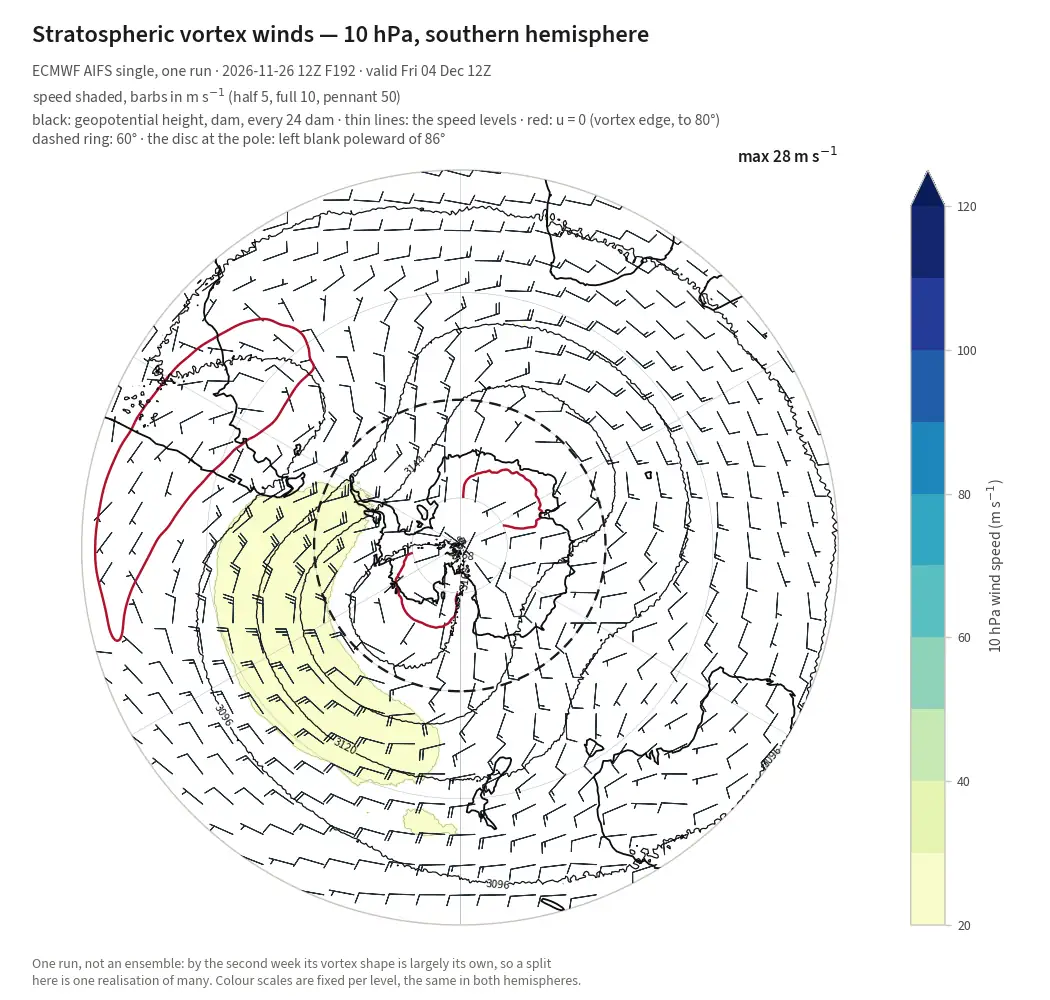 Stratospheric vortex winds — 10 hPa, southern hemisphere
ECMWF AIFS single, one run · 2026-11-26 12Z F192 · valid Fri 04 Dec 12Z
speed shaded, barbs in m s⁻¹ (half 5, full 10, pennant 50)
black: geopotential height, dam, every 24 dam · thin lines: the speed levels · red: u = 0 (vortex edge, to 80°)
dashed ring: 60° · the disc at the pole: left blank poleward of 86°
max 28 m s⁻¹
120
100
80
60
40
20
10 hPa wind speed (m s⁻¹)
3144
3096
3120
3096
3096
One run, not an ensemble: by the second week its vortex shape is largely its own, so a split
here is one realisation of many. Colour scales are fixed per level, the same in both hemispheres.